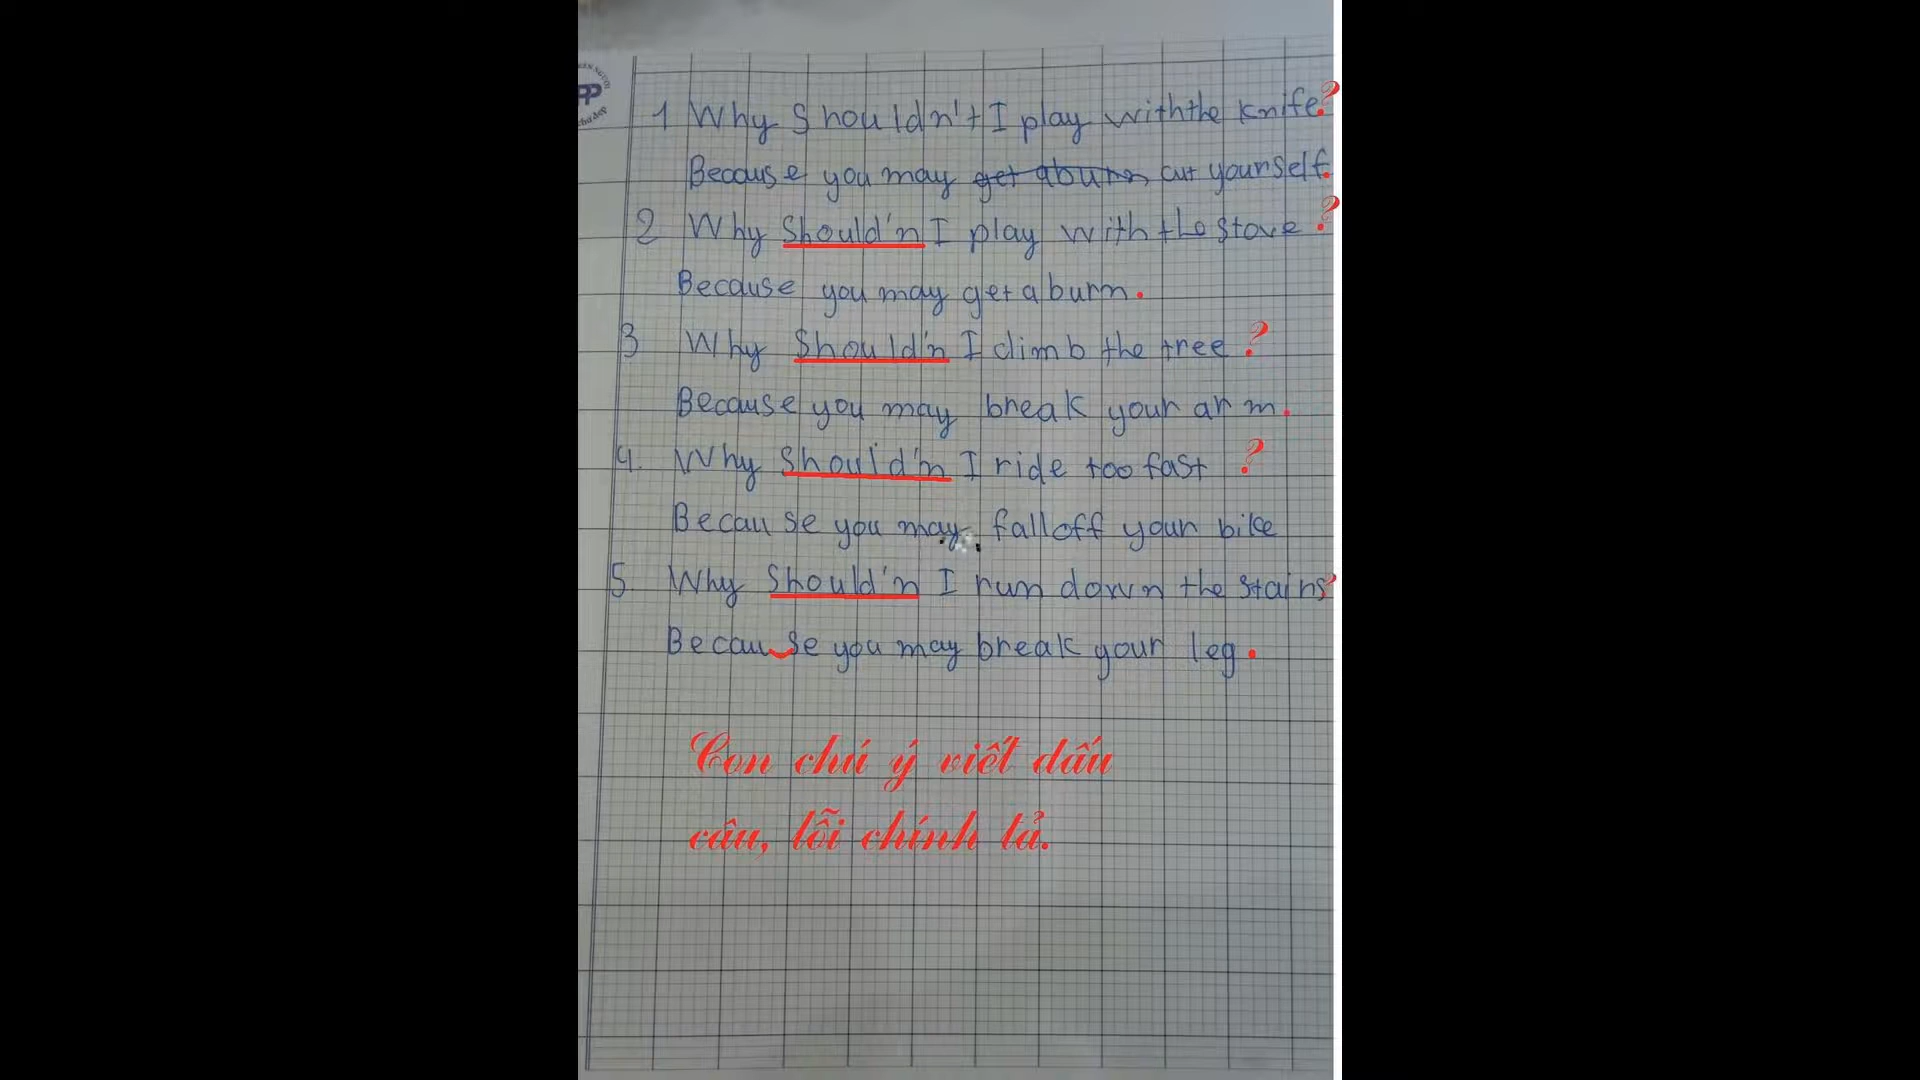 1 Why Shouldn't I play withthe knife?
Because you may get aburn cut yourself.
2 Why Should'n I play with the stove ?
Because you may get a burn.
3 Why Should'n I climb the tree ?
Because you may break your arm.
4. Why Should'n I ride too fast ?
Because you may falloff your bike
5. Why Should'n I run down the stairs?
Because you may break your leg.
Con chú ý viết dấu
câu, lỗi chính tả.